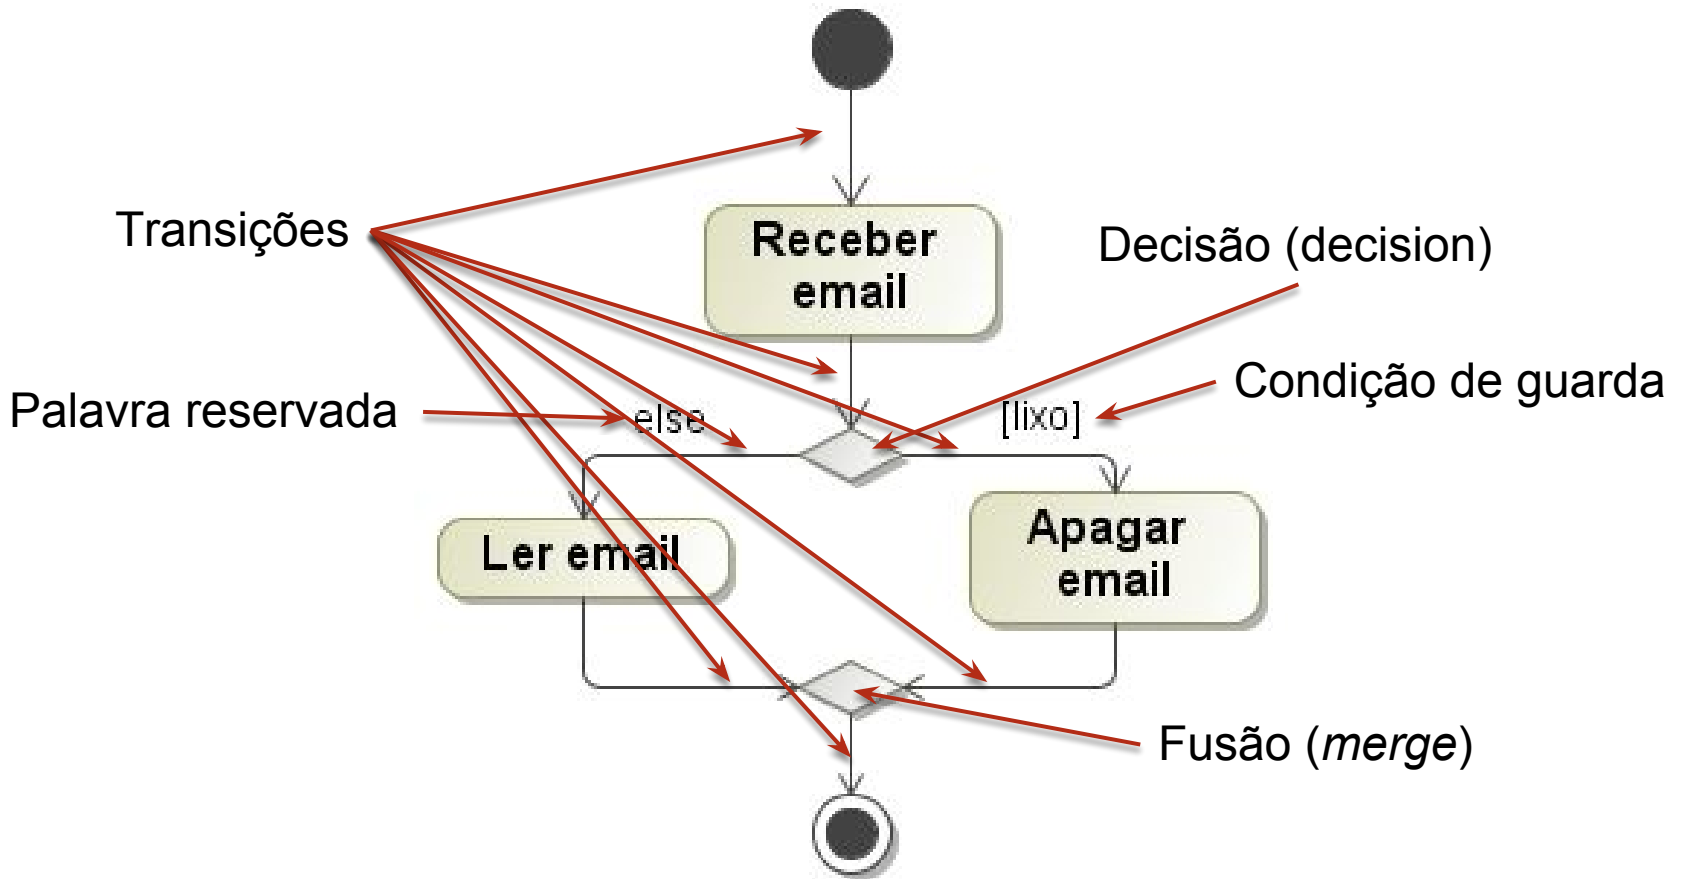 Transições
Receber
email
Decisão (decision)
Condição de guarda
Palavra reservada
else
[lixo]
Ler email
Apagar
email
Fusão (merge)